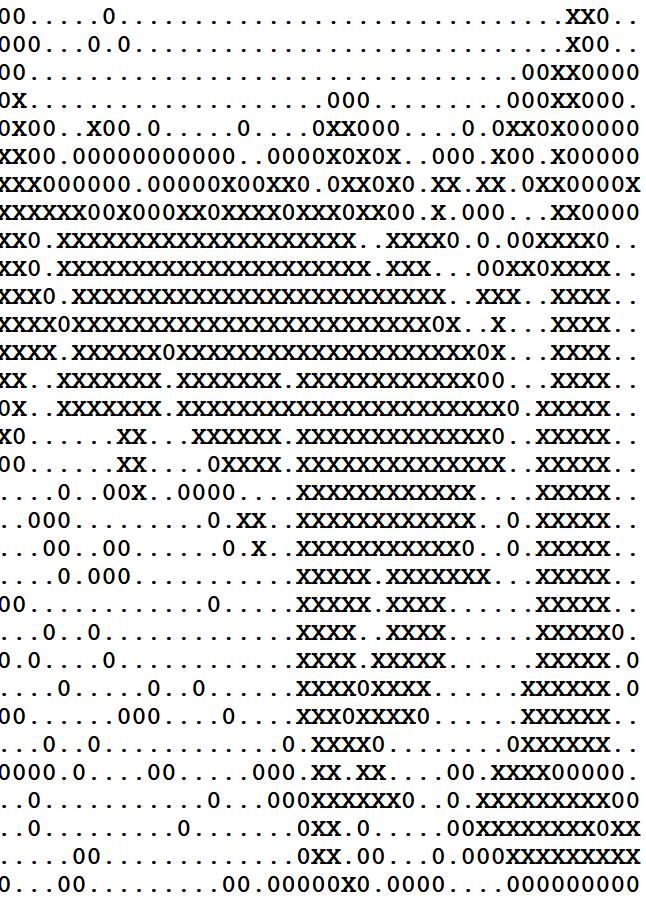 00.....0..............................XX0..
000...0.0.............................X00..
00.................................00XX0000
0X....................000.........000XX000.
0X00..X00.0.....0....0XX000....0.0XX0X00000
XX00.00000000000..0000X0X0X..000.X00.X00000
XXX000000.00000X00XX0.0XX0X0.XX.XX.0XX0000X
XXXXXX00X000XX0XXXX0XXX0XX00.X.000...XX0000
XX0.XXXXXXXXXXXXXXXXXXXX..XXXX0.0.00XXXX0..
XX0.XXXXXXXXXXXXXXXXXXXXX.XXX...00XX0XXXX..
XXX0.XXXXXXXXXXXXXXXXXXXXXXXXX..XXX..XXXX..
XXXX0XXXXXXXXXXXXXXXXXXXXXXXX0X..X...XXXX..
XXXX.XXXXXX0XXXXXXXXXXXXXXXXXXXX0X...XXXX..
XX..XXXXXXX.XXXXXXX.XXXXXXXXXXXX00...XXXX..
0X..XXXXXXX.XXXXXXXXXXXXXXXXXXXXXX0.XXXXX..
X0......XX...XXXXXX.XXXXXXXXXXXXX0..XXXXX..
00......XX....0XXXX.XXXXXXXXXXXXXX..XXXXX..
....0..00X..0000....XXXXXXXXXXXX....XXXXX..
..000.........0.XX..XXXXXXXXXXXX..0.XXXXX..
...00..00......0.X..XXXXXXXXXXX0..0.XXXXX..
....0.000...........XXXXX.XXXXXXX...XXXXX..
00............0.....XXXXX.XXXX......XXXXX..
...0..0.............XXXX..XXXX......XXXXX0.
0.0....0............XXXX.XXXXX......XXXXX.0
....0.....0..0......XXXX0XXXX......XXXXXX.0
00......000....0....XXX0XXXX0......XXXXXX..
...0..0............0.XXXX0........0XXXXXX..
0000.0....00.....000.XX.XX....00.XXXX00000.
..0...........0...000XXXXXX0..0.XXXXXXXXX00
..0.........0.......0XX.0.....00XXXXXXXX0XX
.....00.............0XX.00...0.000XXXXXXXXX
0...00.........00.00000X0.0000....000000000